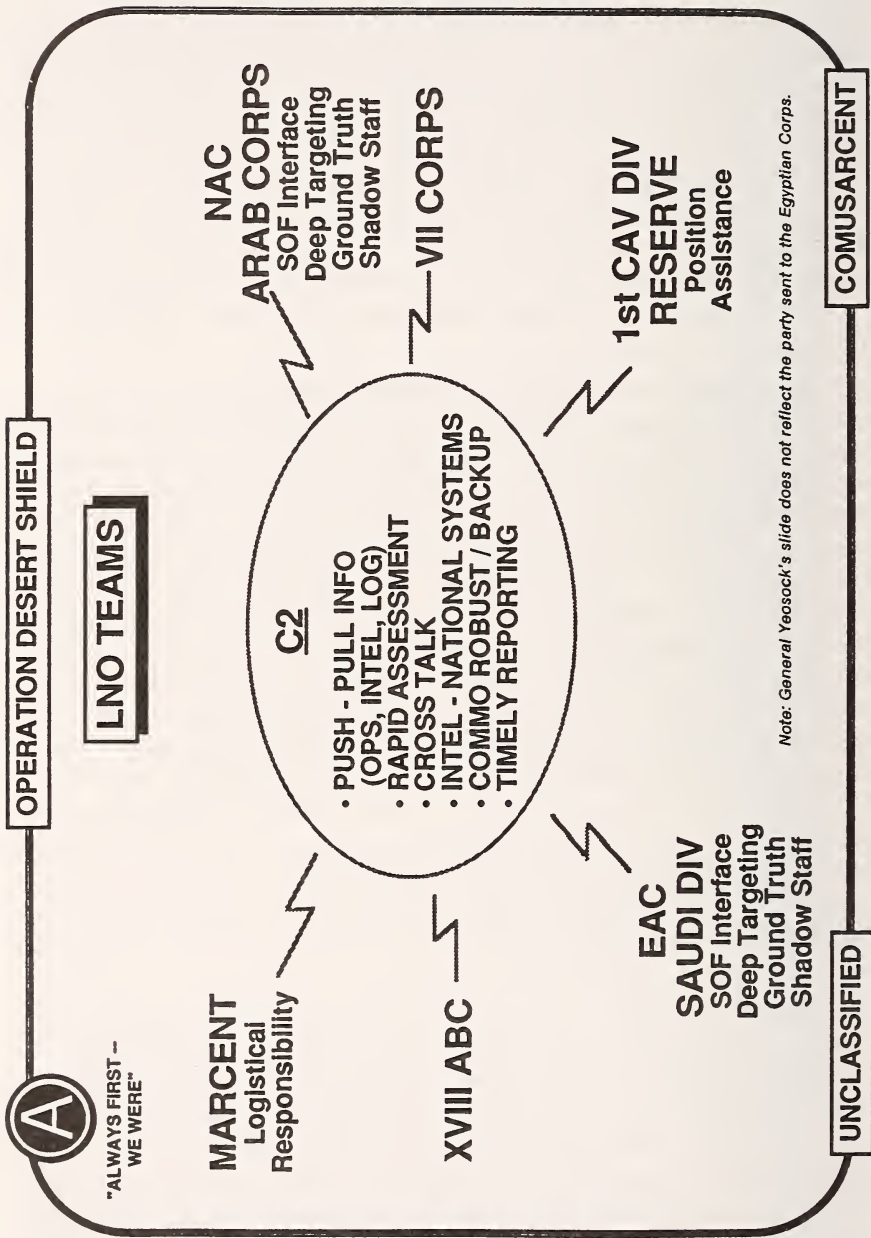 OPERATION DESERT SHIELD
A
"ALWAYS FIRST –
WE WERE"
LNO TEAMS
MARCENT
Logistical
Responsibility
NAC
ARAB CORPS
SOF Interface
Deep Targeting
Ground Truth
Shadow Staff
C2
• PUSH - PULL INFO
(OPS, INTEL, LOG)
• RAPID ASSESSMENT
• CROSS TALK
• INTEL - NATIONAL SYSTEMS
• COMMO ROBUST / BACKUP
• TIMELY REPORTING
XVIII ABC
VII CORPS
EAC
SAUDI DIV
SOF Interface
Deep Targeting
Ground Truth
Shadow Staff
1st CAV DIV
RESERVE
Position
Assistance
Note: General Yeosock's slide does not reflect the party sent to the Egyptian Corps.
UNCLASSIFIED
COMUSARCENT